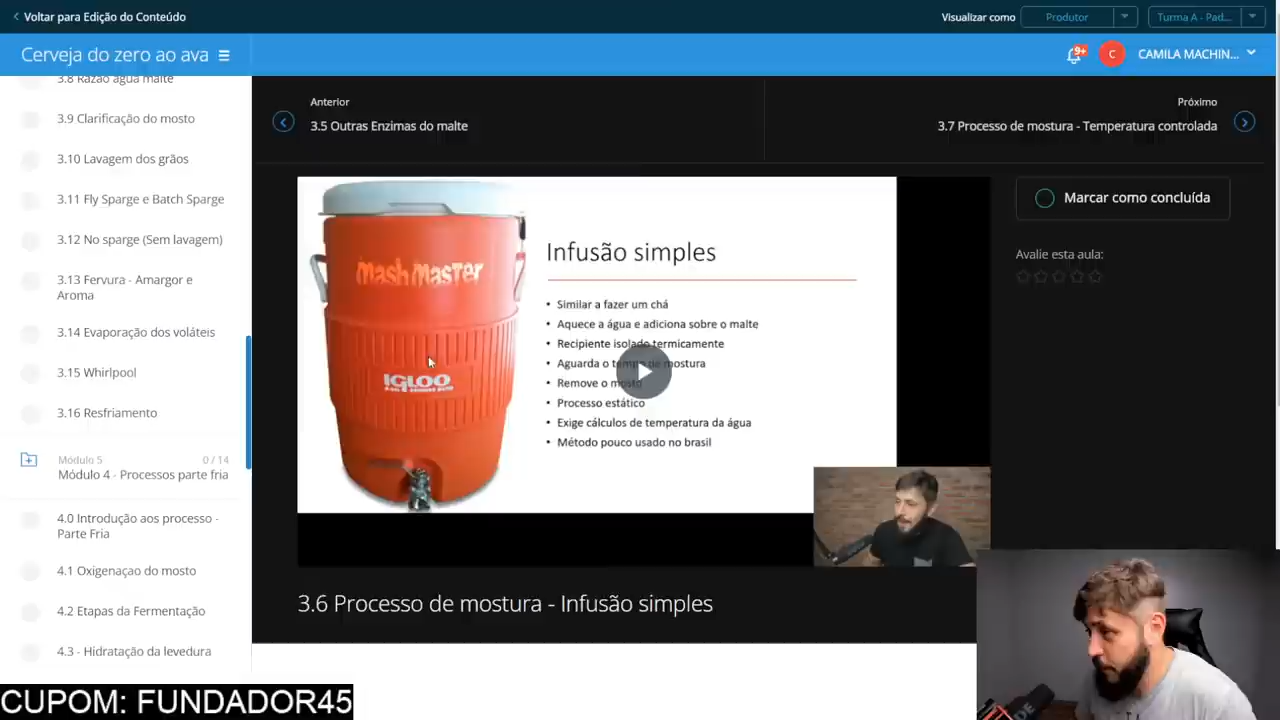 Voltar para Edição do Conteúdo
Visualizar como
Produtor
Turma A - Pad...
Cerveja do zero ao ava
9+
C
CAMILA MACHIN...
3.8 Razão água malte
3.9 Clarificação do mosto
3.10 Lavagem dos grãos
3.11 Fly Sparge e Batch Sparge
3.12 No sparge (Sem lavagem)
3.13 Fervura - Amargor e
Aroma
3.14 Evaporação dos voláteis
3.15 Whirlpool
3.16 Resfriamento
Módulo 5
0 / 14
Módulo 4 - Processos parte fria
4.0 Introdução aos processo -
Parte Fria
4.1 Oxigenaçao do mosto
4.2 Etapas da Fermentação
4.3 - Hidratação da levedura
Anterior
3.5 Outras Enzimas do malte
Próximo
3.7 Processo de mostura - Temperatura controlada
MashMaster
IGLOO
Infusão simples
• Similar a fazer um chá
• Aquece a água e adiciona sobre o malte
• Recipiente isolado termicamente
• Aguarda o tempo de mostura
• Remove o mosto
• Processo estático
• Exige cálculos de temperatura da água
• Método pouco usado no brasil
Marcar como concluída
Avalie esta aula:
3.6 Processo de mostura - Infusão simples
CUPOM: FUNDADOR45